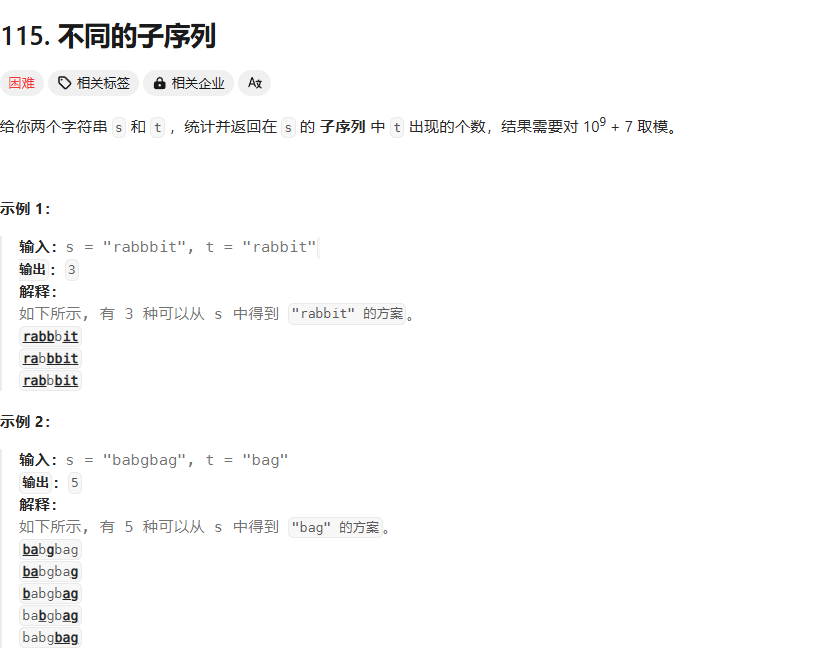 115. 不同的子序列
困难 相关标签 相关企业 Az
给你两个字符串 s 和 t ，统计并返回在 s 的 子序列 中 t 出现的个数，结果需要对 10⁹ + 7 取模。
示例 1：
输入：s = "rabbbit", t = "rabbit"
输出：3
解释：
如下所示, 有 3 种可以从 s 中得到 "rabbit" 的方案。
rabbbit
rabbbit
rabbbit
示例 2：
输入：s = "babgbag", t = "bag"
输出：5
解释：
如下所示, 有 5 种可以从 s 中得到 "bag" 的方案。
babgbag
babgbag
babgbag
babgbag
babgbag